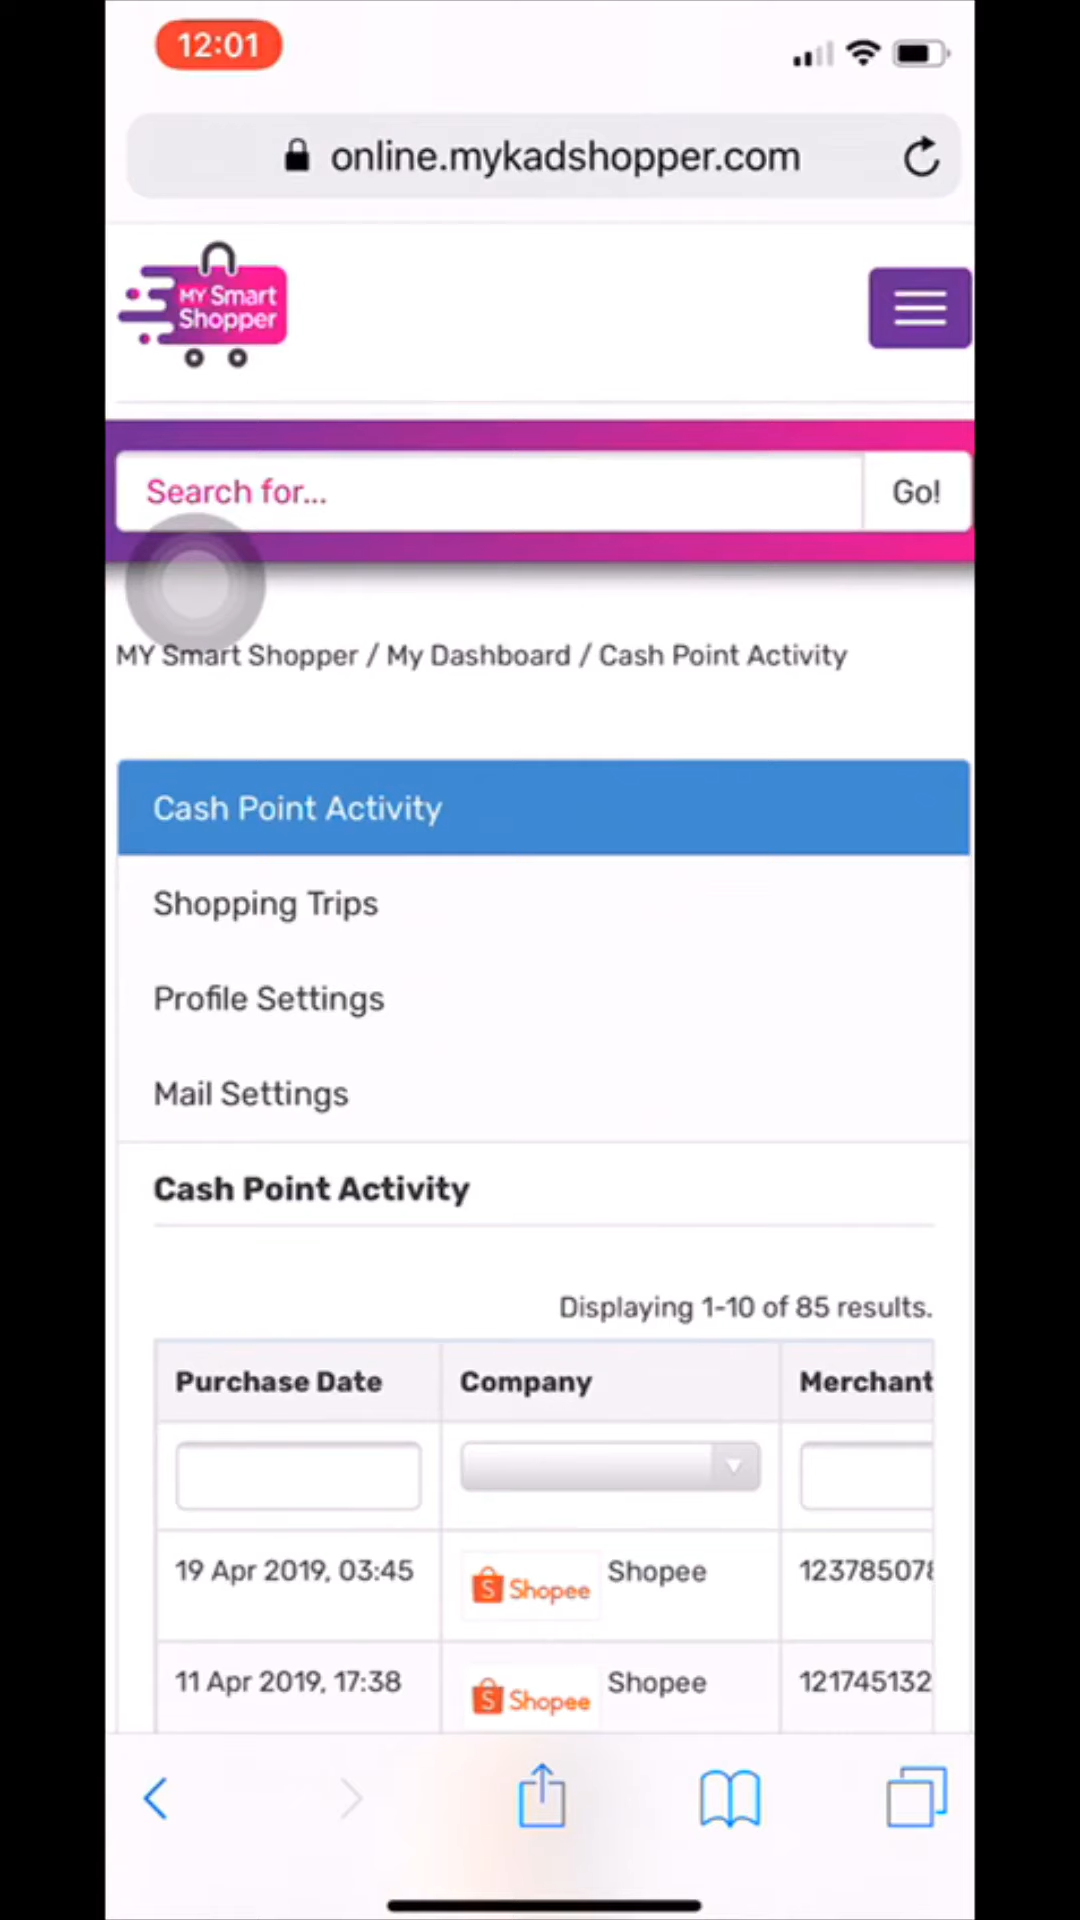 12:01
online.mykadshopper.com
MY Smart
Shopper
Search for...
Go!
MY Smart Shopper / My Dashboard / Cash Point Activity
Cash Point Activity
Shopping Trips
Profile Settings
Mail Settings
Cash Point Activity
Displaying 1-10 of 85 results.
Purchase Date Company Merchant
19 Apr 2019, 03:45 S Shopee Shopee 123785078
11 Apr 2019, 17:38 S Shopee Shopee 121745132